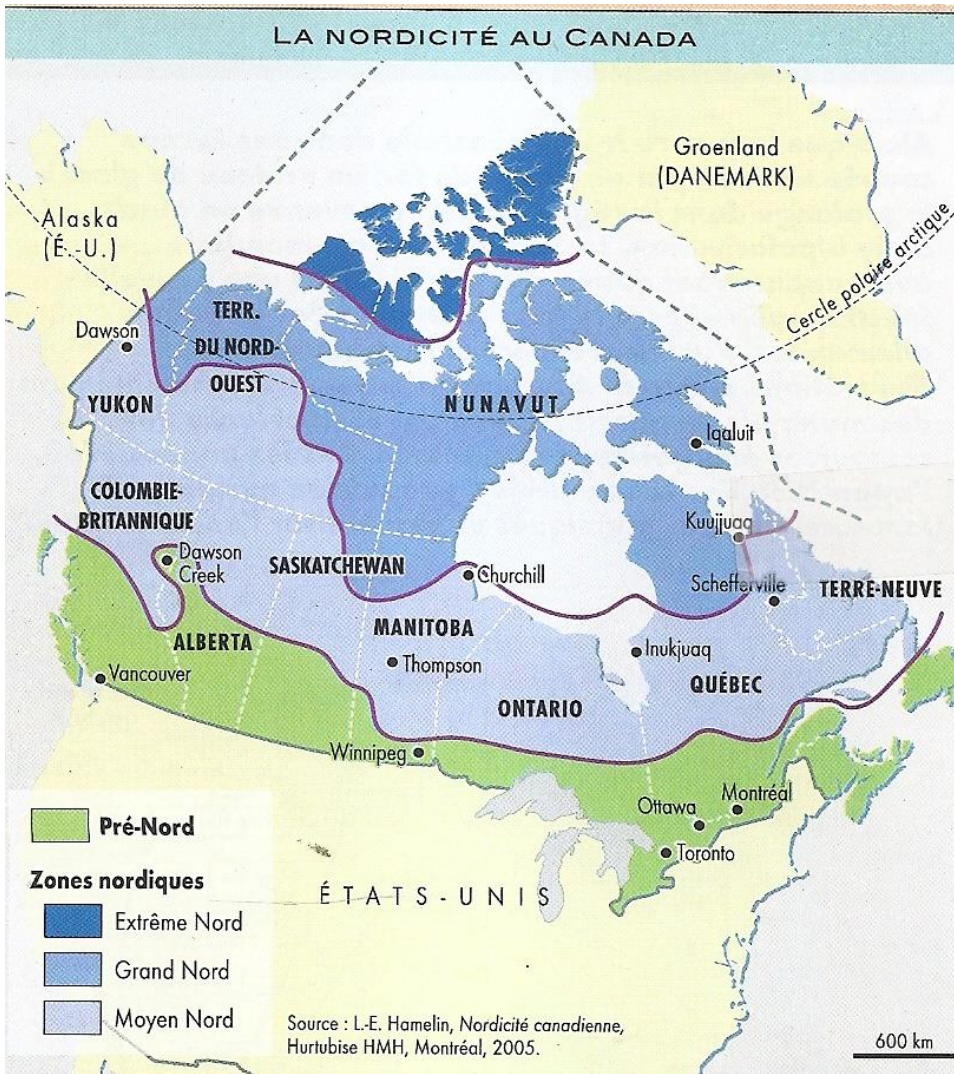 LA NORDICITÉ AU CANADA
Groenland
(DANEMARK)
Alaska
(É.-U.)
Cercle polaire arctique
Dawson
TERR.
DU NORD-
OUEST
YUKON
NUNAVUT
Iqaluit
COLOMBIE-
BRITANNIQUE
Kuujjuaq
Dawson
Creek
SASKATCHEWAN
Churchill
Schefferville
TERRE-NEUVE
ALBERTA
MANITOBA
Thompson
Inukjuaq
Vancouver
QUÉBEC
ONTARIO
Winnipeg
Ottawa
Montréal
Toronto
ÉTATS-UNIS
Pré-Nord
Zones nordiques
Extrême Nord
Grand Nord
Moyen Nord
Source : L.-E. Hamelin, Nordicité canadienne,
Hurtubise HMH, Montréal, 2005.
600 km